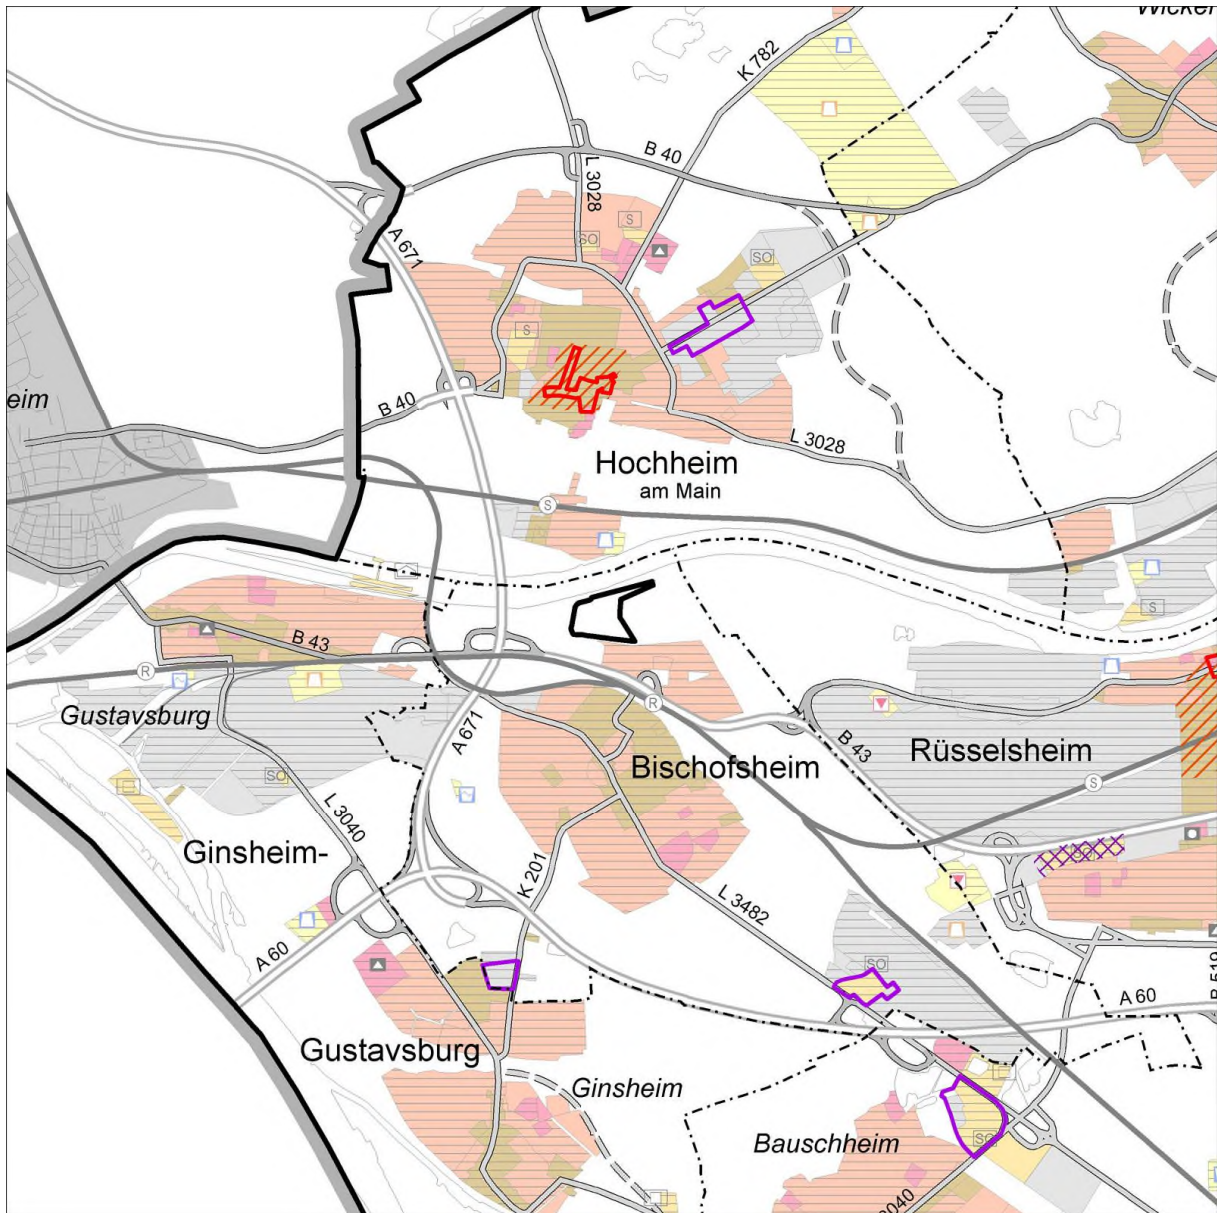 Wicker
K 782
B 40
L 3028
S
SO
A 671
SO
S
eim
B 40
L 3028
Hochheim
am Main
S
S
B 43
R
Gustavsburg
A 671
R
Bischofsheim
B 43
Rüsselsheim
S
SO
L 3040
SO
Ginsheim-
K 201
L 3482
A 60
SO
B 519
A 60
Gustavsburg
Ginsheim
Bauschheim
SO
3040